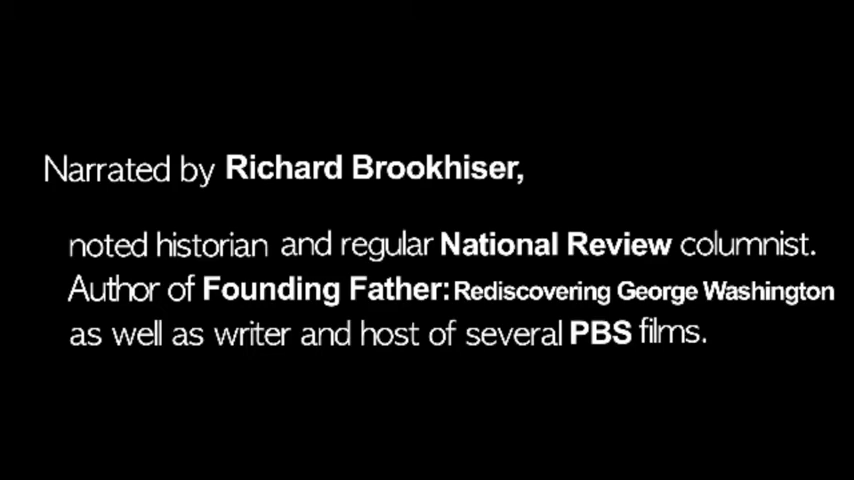 Narrated by Richard Brookhiser,
noted historian and regular National Review columnist.
Author of Founding Father: Rediscovering George Washington
as well as writer and host of several PBS films.